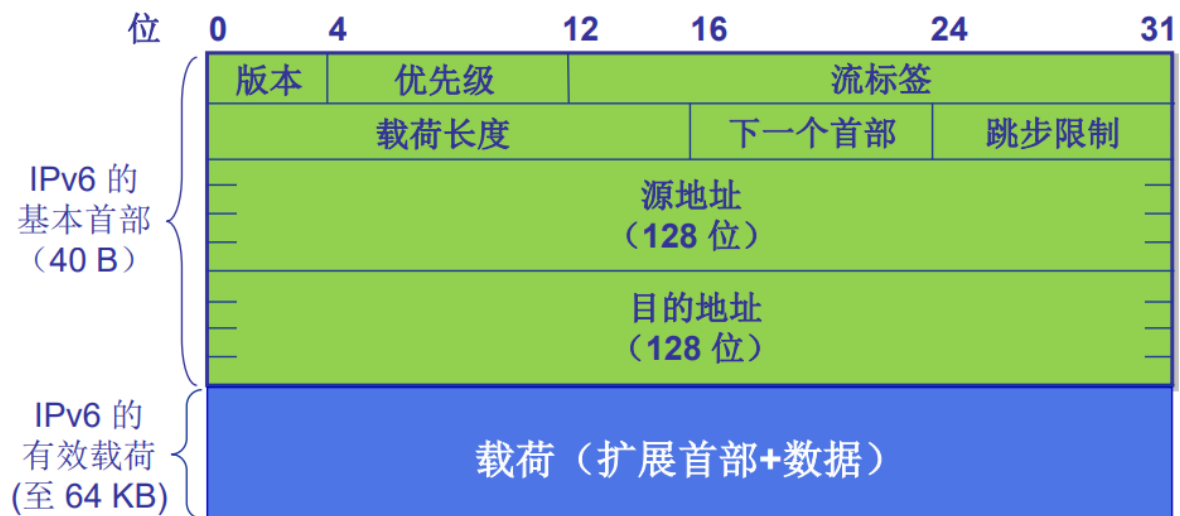 位 0 4 12 16 24 31
版本 优先级 流标签
载荷长度 下一个首部 跳步限制
IPv6 的
基本首部
（40 B）
源地址
（128 位）
目的地址
（128 位）
IPv6 的
有效载荷
(至 64 KB)
载荷（扩展首部+数据）